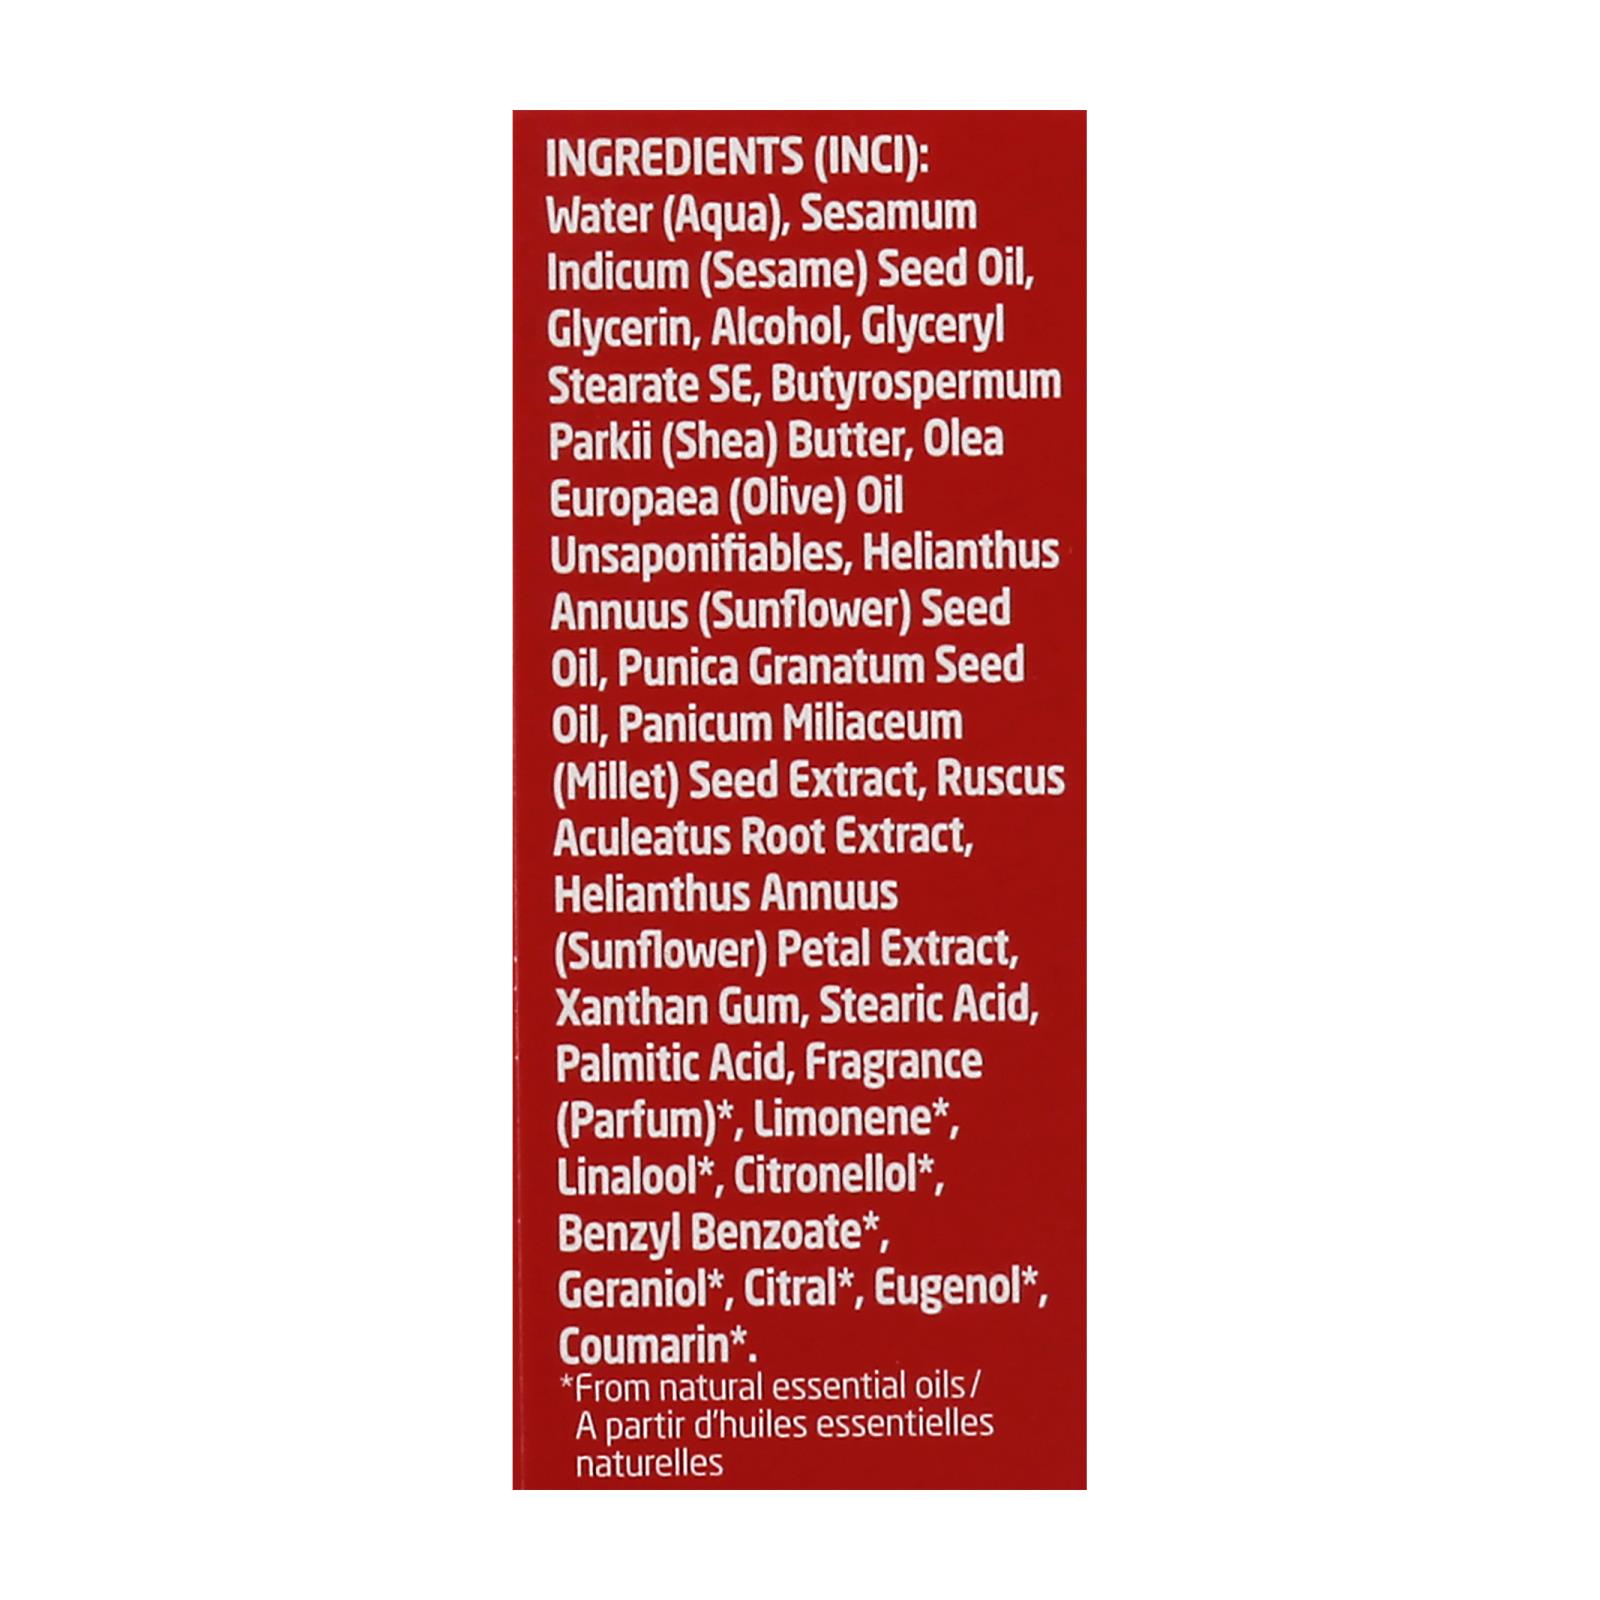 INGREDIENTS (INCI):
Water (Aqua), Sesamum
Indicum (Sesame) Seed Oil,
Glycerin, Alcohol, Glyceryl
Stearate SE, Butyrospermum
Parkii (Shea) Butter, Olea
Europaea (Olive) Oil
Unsaponifiables, Helianthus
Annuus (Sunflower) Seed
Oil, Punica Granatum Seed
Oil, Panicum Miliaceum
(Millet) Seed Extract, Ruscus
Aculeatus Root Extract,
Helianthus Annuus
(Sunflower) Petal Extract,
Xanthan Gum, Stearic Acid,
Palmitic Acid, Fragrance
(Parfum)*, Limonene*,
Linalool*, Citronellol*,
Benzyl Benzoate*,
Geraniol*, Citral*, Eugenol*,
Coumarin*.
*From natural essential oils/
A partir d'huiles essentielles
naturelles